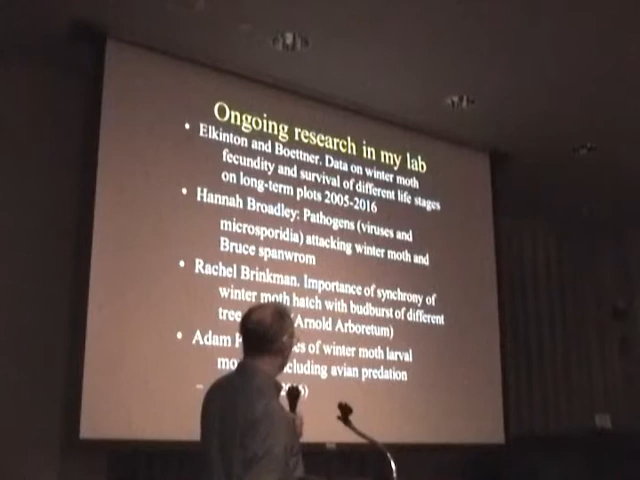 Ongoing research in my lab
• Elkinton and Boettner. Data on winter moth
fecundity and survival of different life stages
on long-term plots 2005-2016
• Hannah Broadley: Pathogens (viruses and
microsporidia) attacking winter moth and
Bruce spanwrom
• Rachel Brinkman. Importance of synchrony of
winter moth hatch with budburst of different
tree Arnold Arboretum)
• Adam of winter moth larval
including avian predation